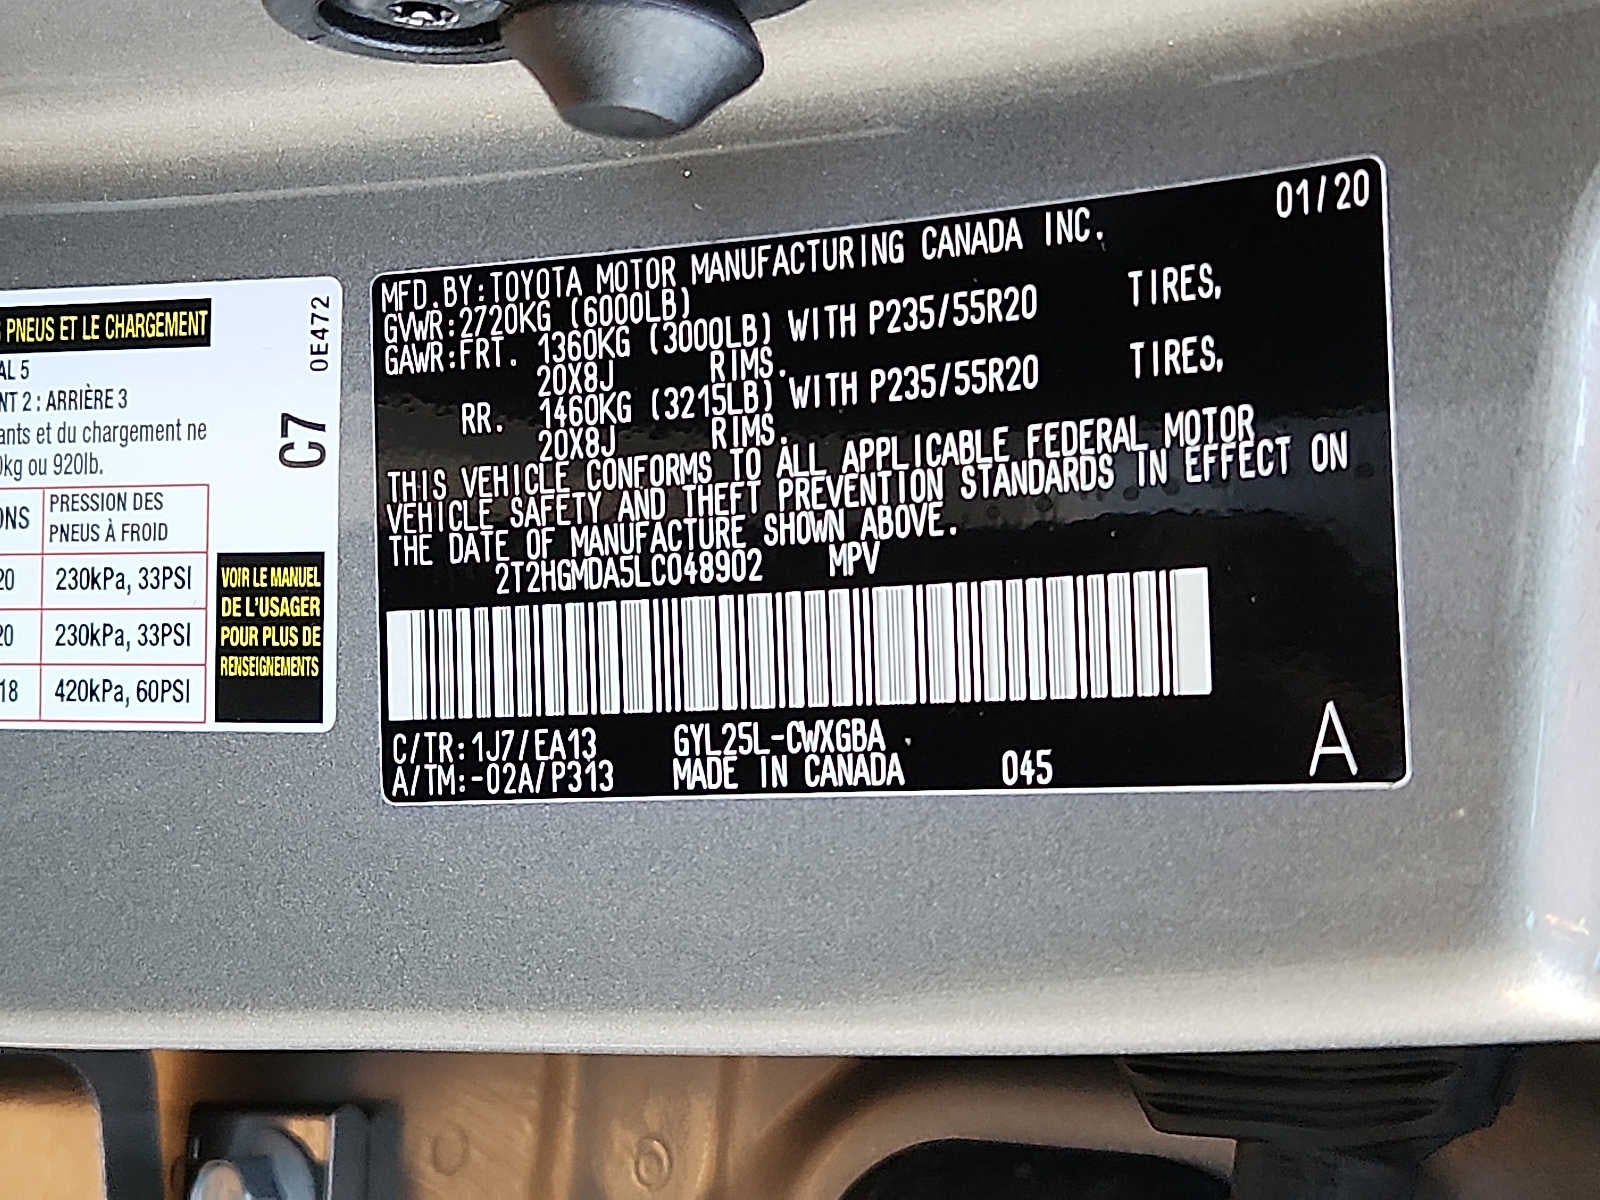 PNEUS ET LE CHARGEMENT
AL 5
NT 2 : ARRIÈRE 3
ants et du chargement ne
kg ou 920lb.
ONS PRESSION DES
PNEUS À FROID
20 230kPa, 33PSI
20 230kPa, 33PSI
18 420kPa, 60PSI
0E472
C7
VOIR LE MANUEL
DE L'USAGER
POUR PLUS DE
RENSEIGNEMENTS
01/20
MFD.BY:TOYOTA MOTOR MANUFACTURING CANADA INC.
GVWR:2720KG (6000LB)
GAWR:FRT. 1360KG (3000LB) WITH P235/55R20 TIRES,
20X8J RIMS.
RR. 1460KG (3215LB) WITH P235/55R20 TIRES,
20X8J RIMS.
THIS VEHICLE CONFORMS TO ALL APPLICABLE FEDERAL MOTOR
VEHICLE SAFETY AND THEFT PREVENTION STANDARDS IN EFFECT ON
THE DATE OF MANUFACTURE SHOWN ABOVE.
2T2HGMDA5LC048902 MPV
C/TR:1J7/EA13 GYL25L-CWXGBA
A/TM:-02A/P313 MADE IN CANADA 045
A